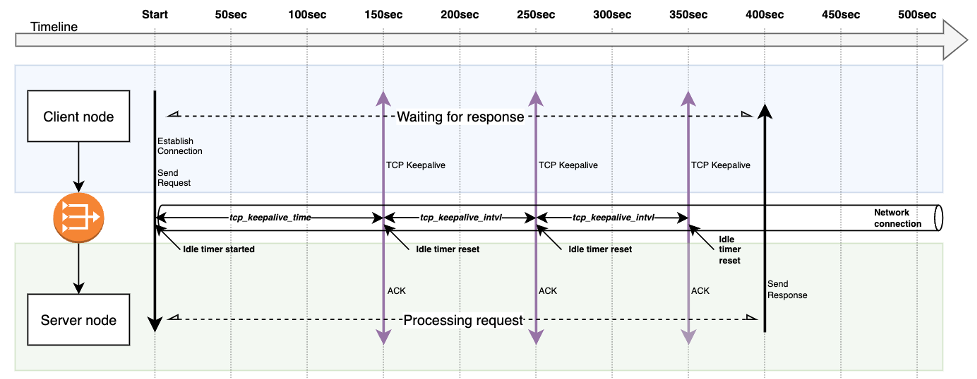 Timeline
Start 50sec 100sec 150sec 200sec 250sec 300sec 350sec 400sec 450sec 500sec
Client node
Waiting for response
Establish
Connection
Send
Request
TCP Keepalive TCP Keepalive TCP Keepalive
tcp_keepalive_time tcp_keepalive_intvl tcp_keepalive_intvl
Network
connection
Idle timer started Idle timer reset Idle timer reset
Idle
timer
reset
ACK ACK ACK
Send
Response
Server node
Processing request